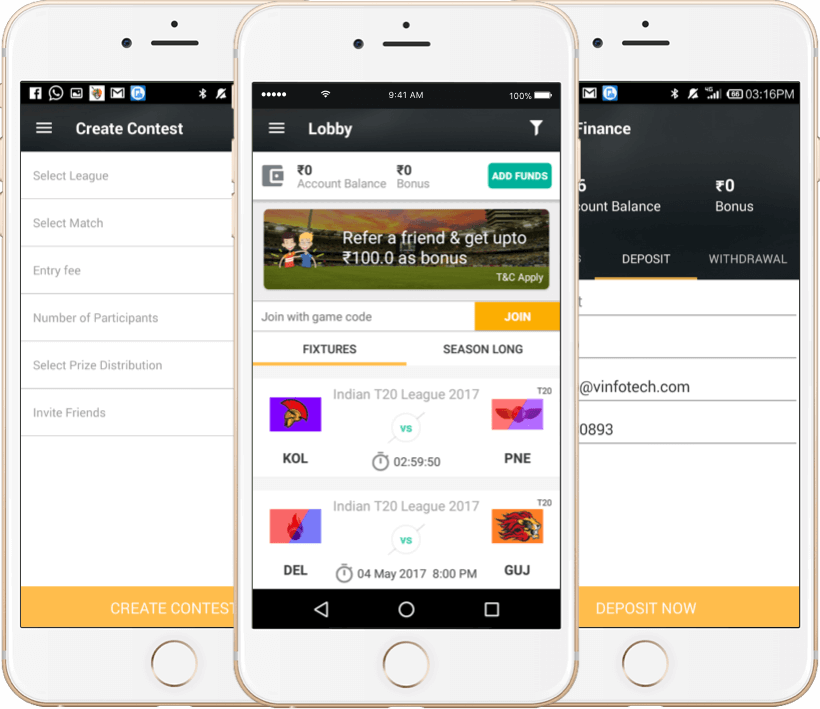 Create Contest
Select League
Select Match
Entry fee
Number of Participants
Select Prize Distribution
Invite Friends
CREATE CONTEST
9:41 AM
100%
Lobby
₹0
Account Balance
₹0
Bonus
ADD FUNDS
Refer a friend & get upto
₹100.0 as bonus
T&C Apply
Join with game code
JOIN
FIXTURES
SEASON LONG
Indian T20 League 2017
T20
vs
KOL
02:59:50
PNE
Indian T20 League 2017
T20
vs
DEL
04 May 2017 8:00 PM
GUJ
4G
66
03:16PM
Finance
6
ount Balance
₹0
Bonus
S
DEPOSIT
WITHDRAWAL
t
@vinfotech.com
0893
DEPOSIT NOW